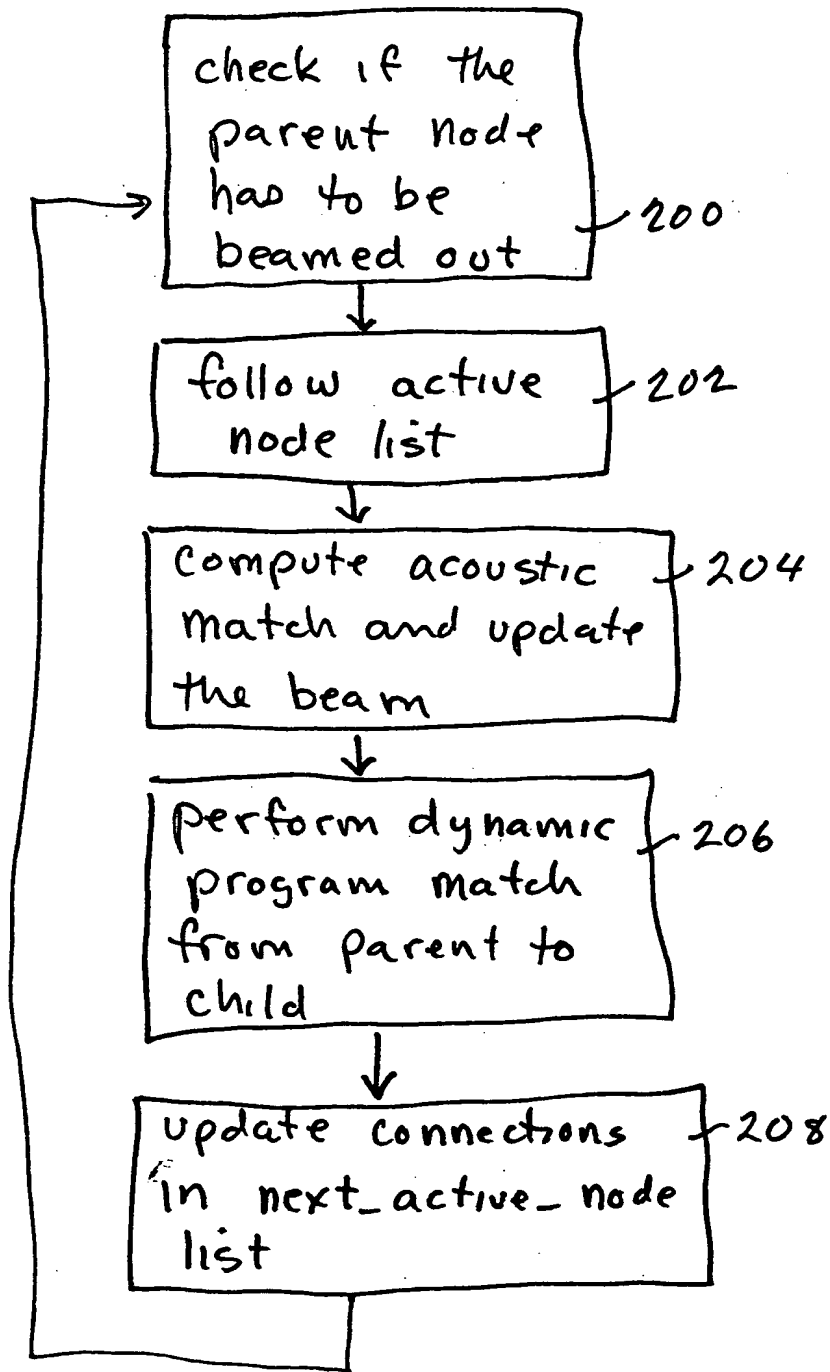 check if the
parent node
has to be
beamed out
200
follow active
node list
202
compute acoustic
match and update
the beam
204
perform dynamic
program match
from parent to
child
206
update connections
in next_active_node
list
208